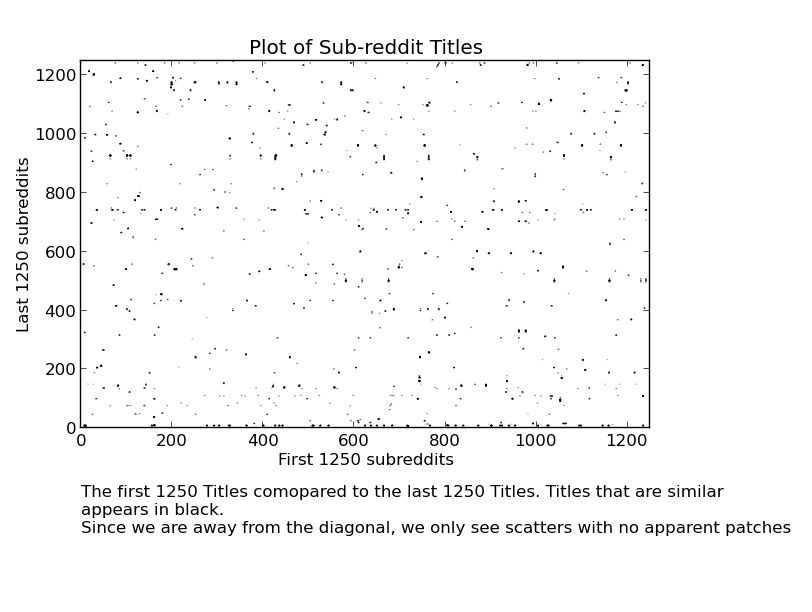 Plot of Sub-reddit Titles
1200
1000
800
600
400
200
0
Last 1250 subreddits
0 200 400 600 800 1000 1200
First 1250 subreddits
The first 1250 Titles comopared to the last 1250 Titles. Titles that are similar
appears in black.
Since we are away from the diagonal, we only see scatters with no apparent patches